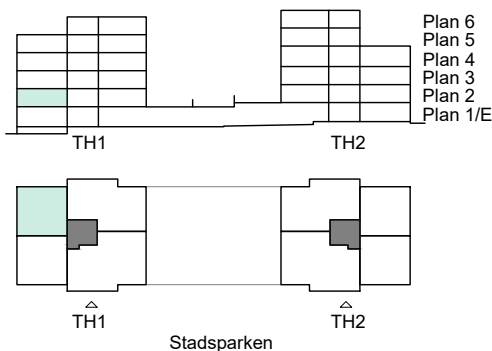 Plan 6
Plan 5
Plan 4
Plan 3
Plan 2
Plan 1/E
TH1 TH2
TH1 TH2
Stadsparken